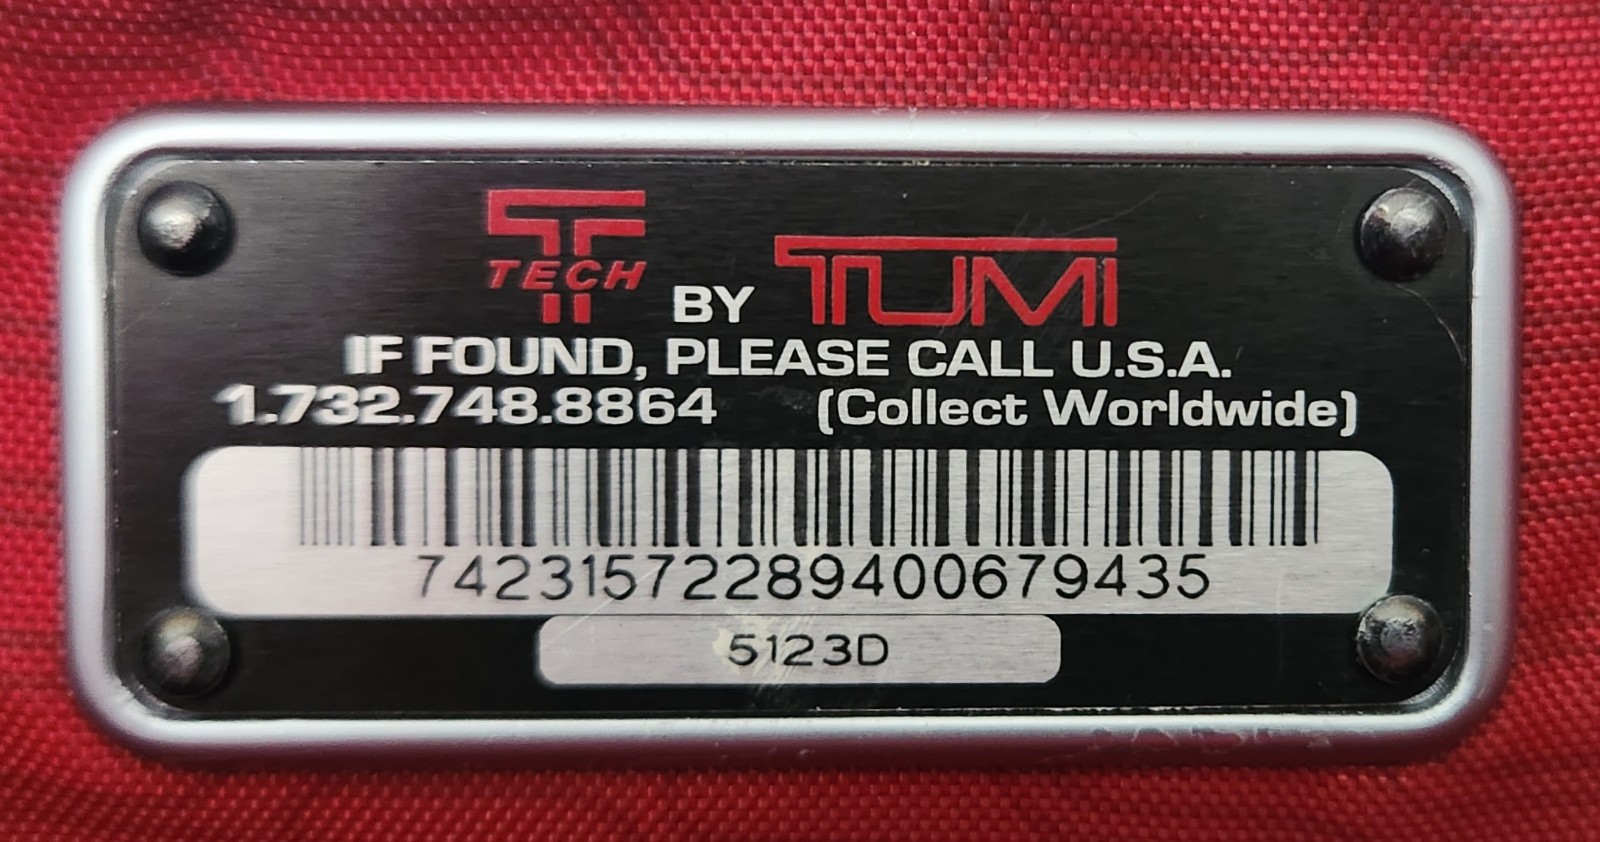 T TECH BY TUMI
IF FOUND, PLEASE CALL U.S.A.
1.732.748.8864 (Collect Worldwide)
74231572289400679435
5123D